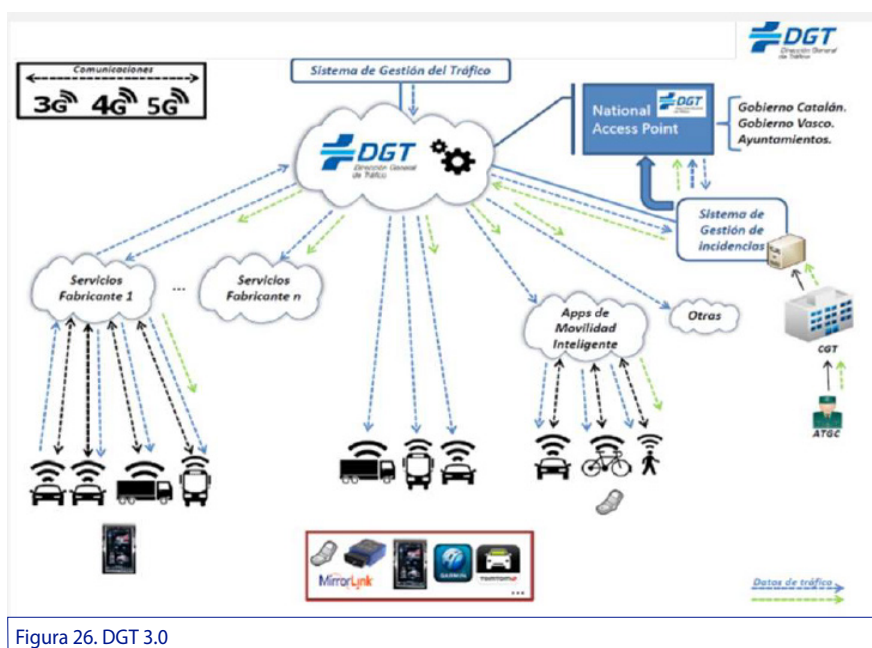 DGT
Dirección General
de Tráfico
Comunicaciones
3G 4G 5G
Sistema de Gestión del Tráfico
National
Access Point
DGT
Gobierno Catalán.
Gobierno Vasco.
Ayuntamientos.
DGT
Dirección General
de Tráfico
Sistema de
Gestión de
incidencias
Servicios
Fabricante 1
...
Servicios
Fabricante n
Apps de
Movilidad
Inteligente
Otras
CGT
ATGC
MirrorLink
DARWIN
TOMTOM
...
Datos de tráfico
Figura 26. DGT 3.0